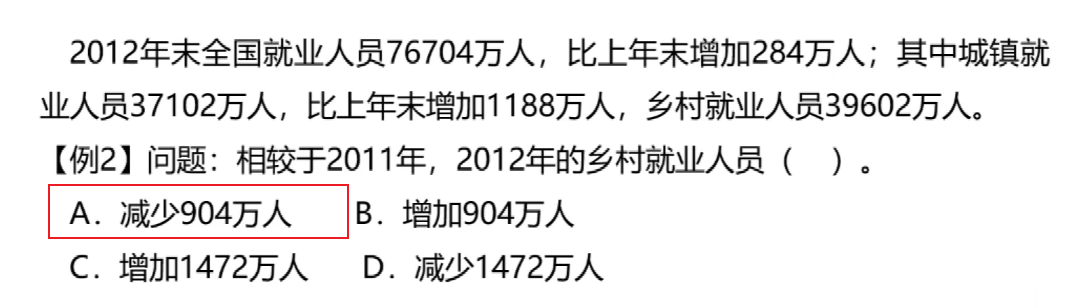 2012年末全国就业人员76704万人，比上年末增加284万人；其中城镇就
业人员37102万人，比上年末增加1188万人，乡村就业人员39602万人。
【例2】问题：相较于2011年，2012年的乡村就业人员（ ）。
A．减少904万人 B．增加904万人
C．增加1472万人 D．减少1472万人